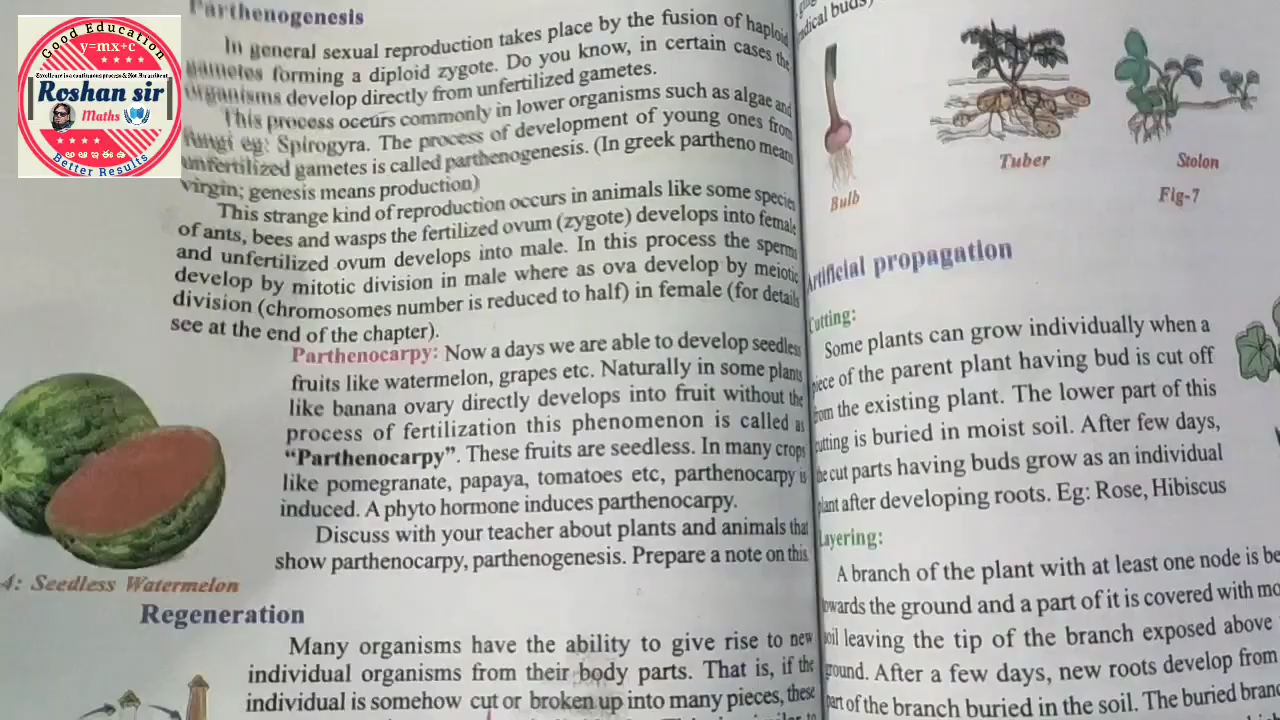 Good Education
y=mx+c
Excellence is a continuous process & Not An accident
Roshan sir
Maths
Better Results
Parthenogenesis
In general sexual reproduction takes place by the fusion of haploid
gametes forming a diploid zygote. Do you know, in certain cases the
organisms develop directly from unfertilized gametes.
This process occurs commonly in lower organisms such as algae and
fungi eg: Spirogyra. The process of development of young ones from
unfertilized gametes is called parthenogenesis. (In greek partheno means
virgin; genesis means production)
This strange kind of reproduction occurs in animals like some species
of ants, bees and wasps the fertilized ovum (zygote) develops into female
and unfertilized ovum develops into male. In this process the sperms
develop by mitotic division in male where as ova develop by meiotic
division (chromosomes number is reduced to half) in female (for details
see at the end of the chapter).
Parthenocarpy: Now a days we are able to develop seedless
fruits like watermelon, grapes etc. Naturally in some plants
like banana ovary directly develops into fruit without the
process of fertilization this phenomenon is called as
“Parthenocarpy”. These fruits are seedless. In many crops
like pomegranate, papaya, tomatoes etc, parthenocarpy is
induced. A phyto hormone induces parthenocarpy.
Discuss with your teacher about plants and animals that
show parthenocarpy, parthenogenesis. Prepare a note on this.
4: Seedless Watermelon
Regeneration
Many organisms have the ability to give rise to new
individual organisms from their body parts. That is, if the
individual is somehow cut or broken up into many pieces, these
buds)
Bulb
Tuber
Stolon
Fig-7
Artificial propagation
Cutting:
Some plants can grow individually when a
piece of the parent plant having bud is cut off
from the existing plant. The lower part of this
cutting is buried in moist soil. After few days,
the cut parts having buds grow as an individual
plant after developing roots. Eg: Rose, Hibiscus
Layering:
A branch of the plant with at least one node is be
towards the ground and a part of it is covered with mo
soil leaving the tip of the branch exposed above
ground. After a few days, new roots develop from
part of the branch buried in the soil. The buried branc